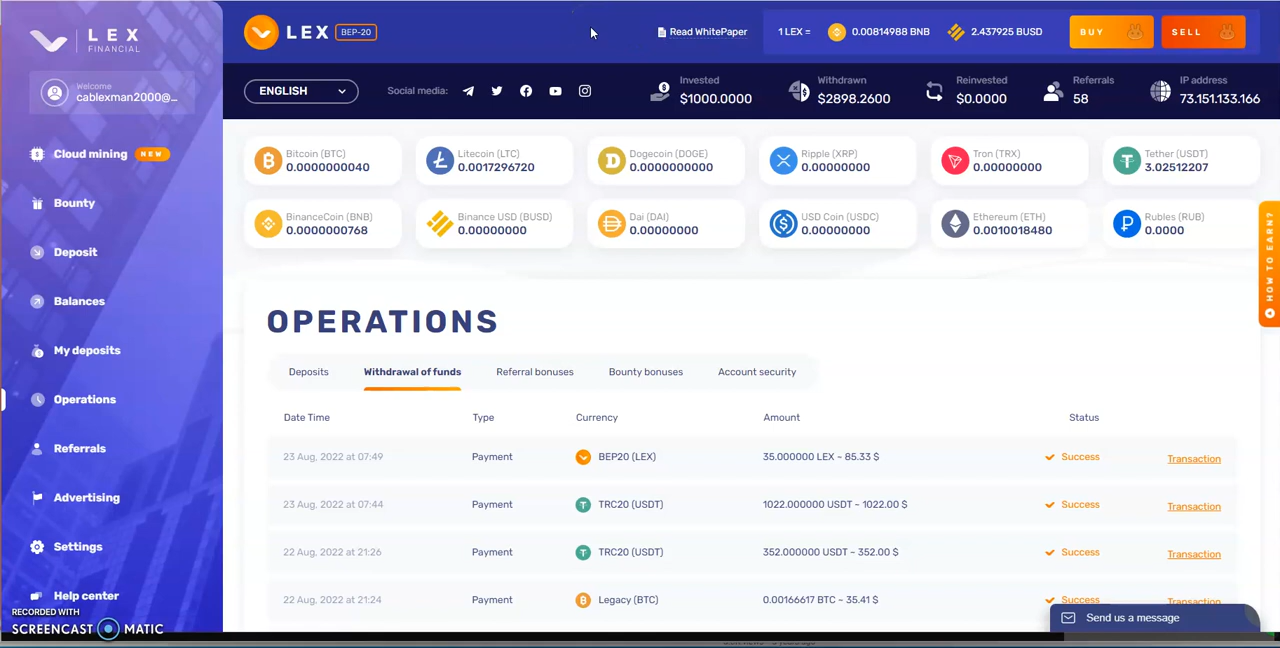 LEX
FINANCIAL
Welcome
cablexman2000@...
Cloud mining NEW
Bounty
Deposit
Balances
My deposits
Operations
Referrals
Advertising
Settings
Help center
RECORDED WITH
SCREENCAST MATIC
LEX BEP-20
Read WhitePaper
1 LEX = 0.00814988 BNB 2.437925 BUSD
BUY
SELL
ENGLISH
Social media:
Invested
$1000.0000
Withdrawn
$2898.2600
Reinvested
$0.0000
Referrals
58
IP address
73.151.133.166
Bitcoin (BTC)
0.0000000040
Litecoin (LTC)
0.0017296720
Dogecoin (DOGE)
0.0000000000
Ripple (XRP)
0.00000000
Tron (TRX)
0.00000000
Tether (USDT)
3.02512207
BinanceCoin (BNB)
0.0000000768
Binance USD (BUSD)
0.00000000
Dai (DAI)
0.00000000
USD Coin (USDC)
0.00000000
Ethereum (ETH)
0.0010018480
Rubles (RUB)
0.0000
HOW TO EARN?
OPERATIONS
Deposits Withdrawal of funds Referral bonuses Bounty bonuses Account security
Date Time Type Currency Amount Status
23 Aug, 2022 at 07:49 Payment BEP20 (LEX) 35.000000 LEX ~ 85.33 $ Success Transaction
23 Aug, 2022 at 07:44 Payment TRC20 (USDT) 1022.000000 USDT ~ 1022.00 $ Success Transaction
22 Aug, 2022 at 21:26 Payment TRC20 (USDT) 352.000000 USDT ~ 352.00 $ Success Transaction
22 Aug, 2022 at 21:24 Payment Legacy (BTC) 0.00166617 BTC ~ 35.41 $ Success Transaction
Send us a message